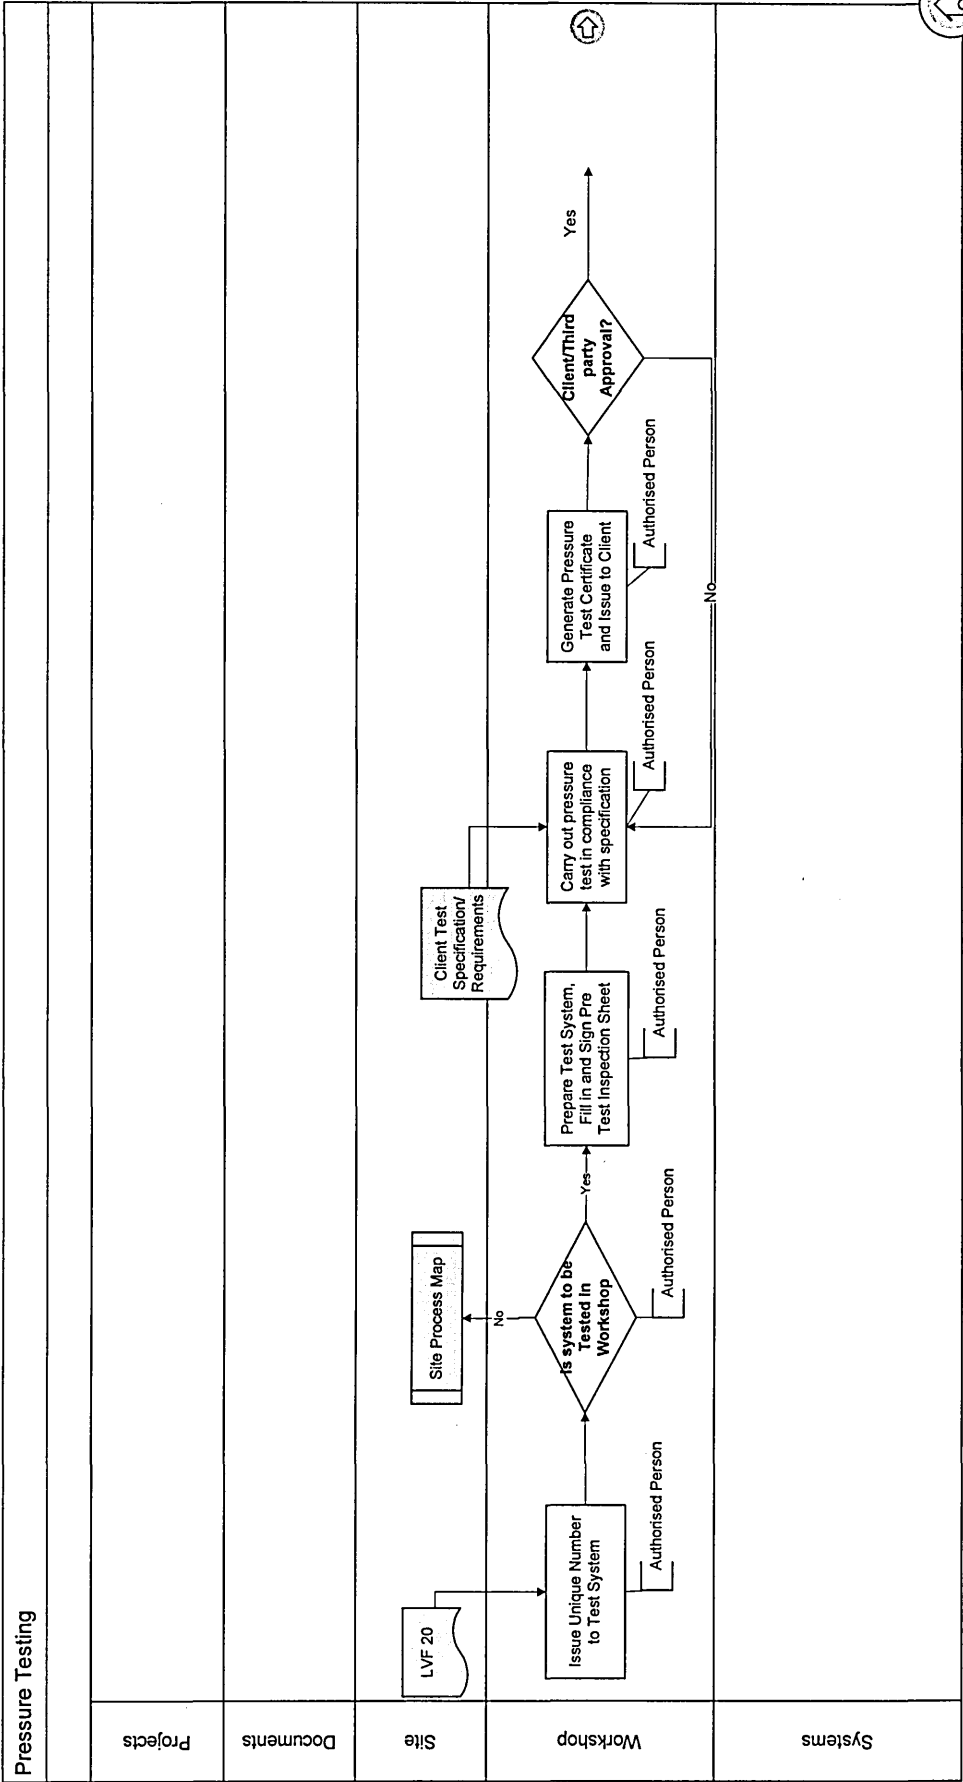 Pressure Testing
Projects
Documents
Site
Workshop
Systems
LVF 20
Issue Unique Number
to Test System
Authorised Person
Site Process Map
No
Is system to be
Tested in
Workshop
Authorised Person
Yes
Prepare Test System,
Fill in and Sign Pre
Test Inspection Sheet
Authorised Person
Client Test
Specification/
Requirements
Carry out pressure
test in compliance
with specification
Authorised Person
Generate Pressure
Test Certificate
and Issue to Client
Authorised Person
No
Client/Third
party
Approval?
Yes